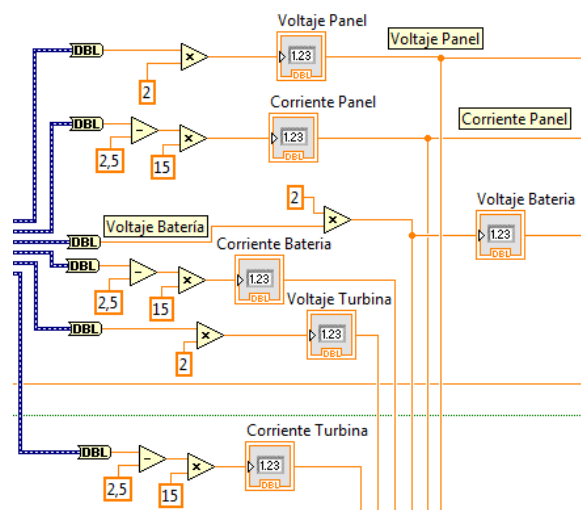 Voltaje Panel
Voltaje Panel
DBL
1.23
DBL
2
Corriente Panel
Corriente Panel
DBL
1.23
DBL
2,5
15
2
Voltaje Bateria
Voltaje Batería
DBL
1.23
DBL
Corriente Bateria
DBL
1.23
DBL
2,5
15
Voltaje Turbina
DBL
1.23
DBL
2
Corriente Turbina
DBL
1.23
DBL
2,5
15